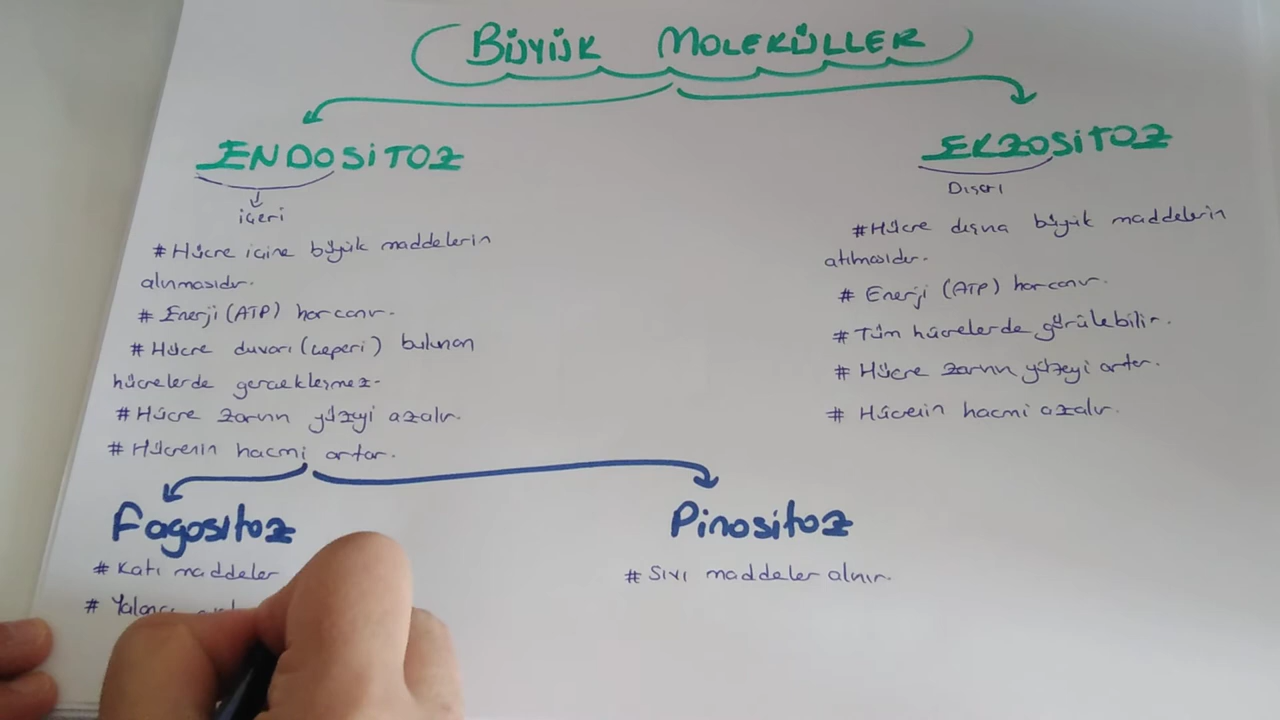 BÜYÜK MOLEKÜLLER
ENDOSİTOZ
içeri
# Hücre içine büyük maddelerin
alınmasıdır.
# Enerji (ATP) harcanır.
# Hücre duvarı (çeperi) bulunan
hücrelerde gerçekleşmez.
# Hücre zarının yüzeyi azalır.
# Hücrenin hacmi artar.
EKZOSİTOZ
Dışarı
# Hücre dışına büyük maddelerin
atılmasıdır.
# Enerji (ATP) harcanır.
# Tüm hücrelerde görülebilir.
# Hücre zarının yüzeyi artar.
# Hücrenin hacmi azalır.
Fagositoz
# Katı maddeler
# Yalancı
Pinositoz
# Sıvı maddeler alınır.